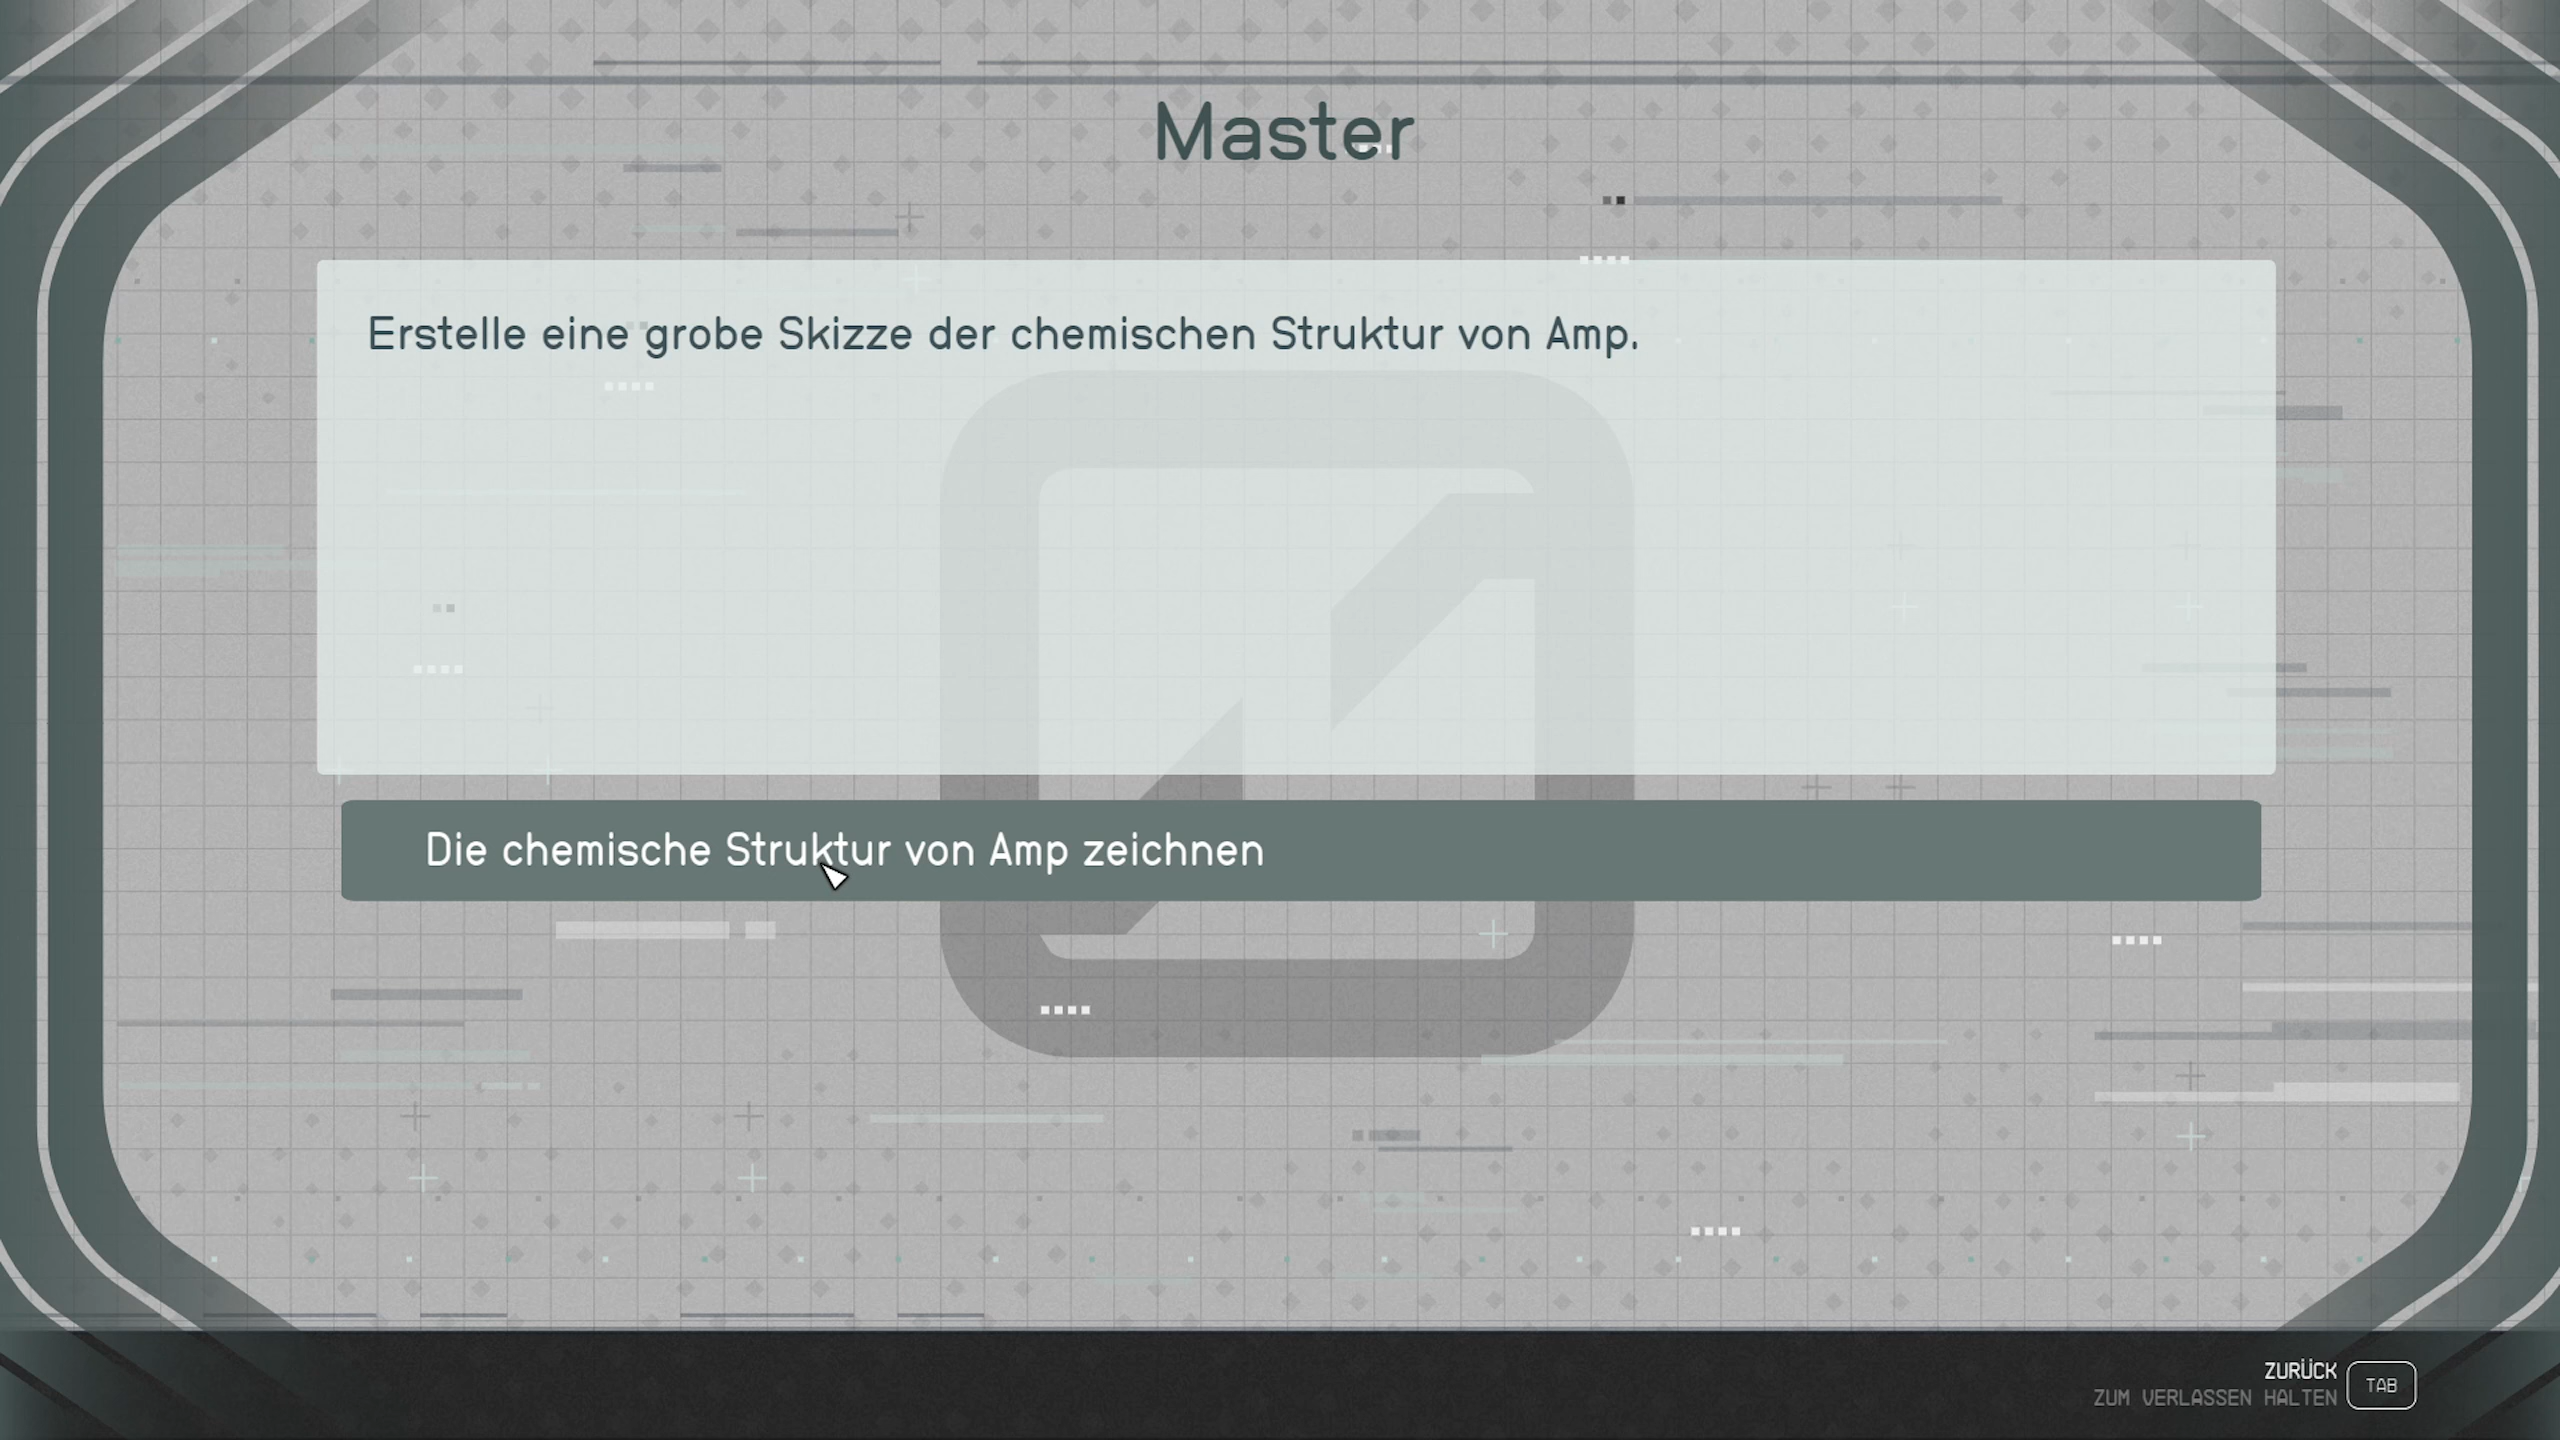 Master
Erstelle eine grobe Skizze der chemischen Struktur von Amp.
Die chemische Struktur von Amp zeichnen
ZURÜCK
ZUM VERLASSEN HALTEN
TAB